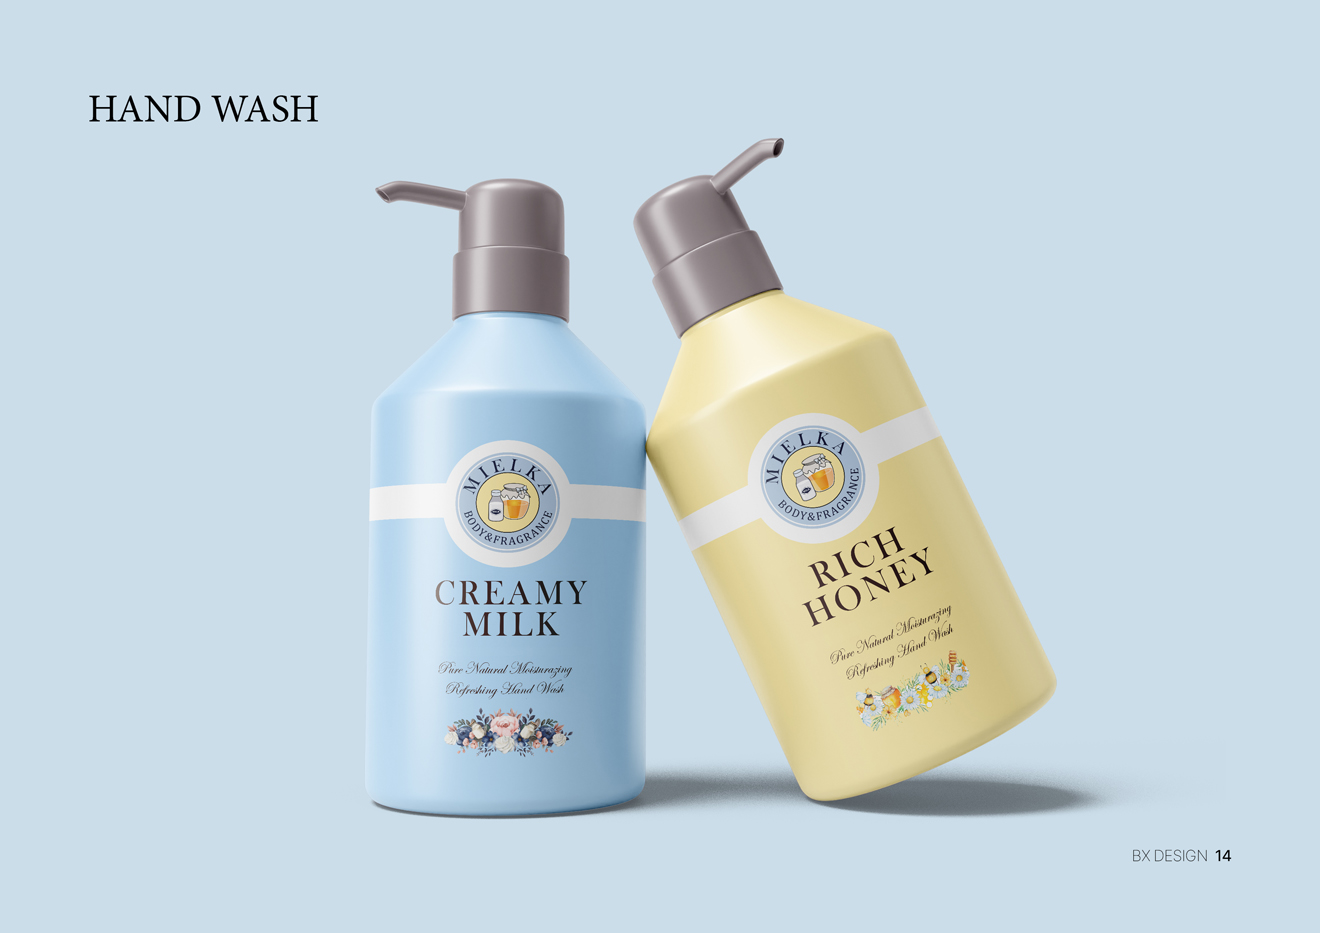 HAND WASH
MIELKA
BODY&FRAGRANCE
CREAMY
MILK
Pure Natural Moisturazing
Refreshing Hand Wash
MIELKA
BODY&FRAGRANCE
RICH
HONEY
Pure Natural Moisturazing
Refreshing Hand Wash
BX DESIGN 14